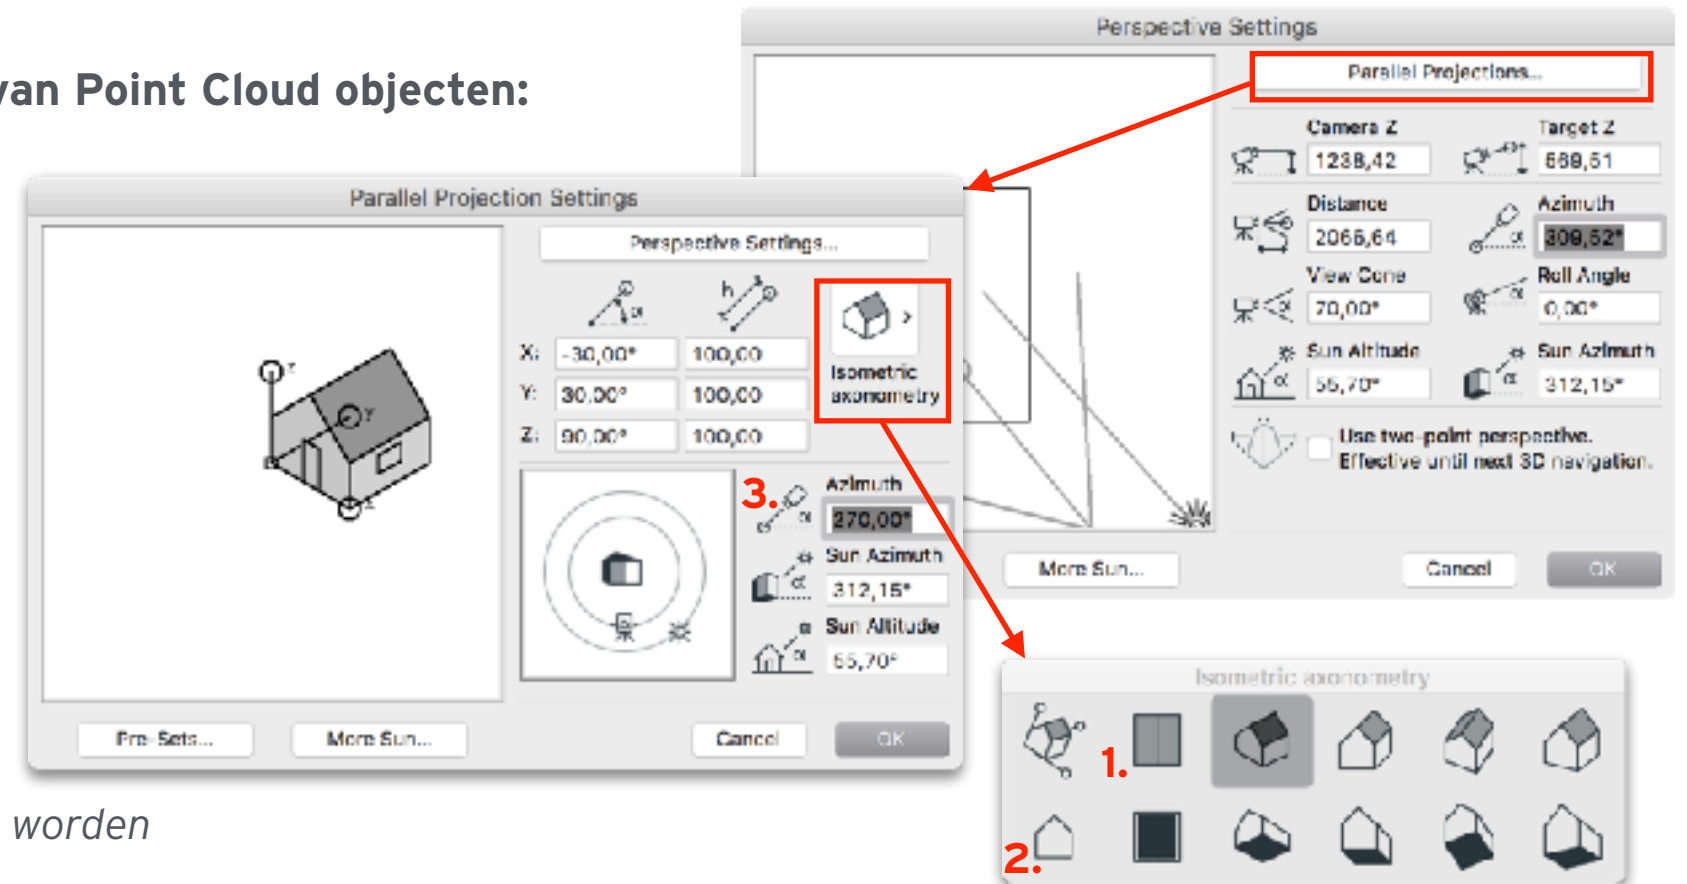 van Point Cloud objecten:
Perspective Settings
Parallel Projections...
Camera Z
Target Z
1238,42
569,51
Distance
Azimuth
2066,64
309,52°
View Cone
Roll Angle
70,00°
0,00°
Sun Altitude
Sun Azimuth
55,70°
312,15°
Use two-point perspective.
Effective until next 3D navigation.
More Sun...
Cancel
OK
Parallel Projection Settings
Perspective Settings...
X:
-30,00°
100,00
Y:
30,00°
100,00
Z:
90,00°
100,00
Isometric
axonometry
3.
Azimuth
270,00°
Sun Azimuth
312,15°
Sun Altitude
55,70°
Pre-Sets...
More Sun...
Cancel
OK
Isometric axonometry
1.
2.
worden